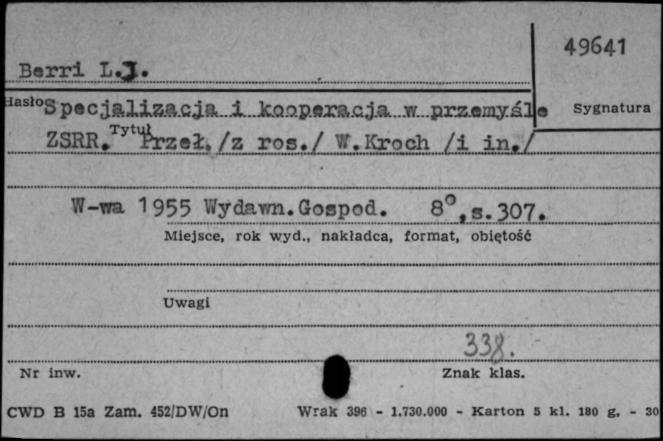 49641
Berri L.J.
Hasło Specjalizacja i kooperacja w przemyśle
Sygnatura
ZSRR. Tytuł Przeł. /z ros./ W.Kroch /i in./
W-wa 1955 Wydawn.Gospod. 8°, s.307.
Miejsce, rok wyd., nakładca, format, objętość
Uwagi
338.
Nr inw.
Znak klas.
CWD B 15a Zam. 452/DW/On
Wrak 396 - 1.730.000 - Karton 5 kl. 180 g. - 30